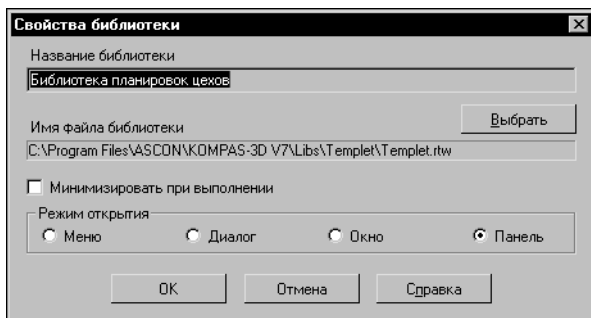 Свойства библиотеки
Название библиотеки
Библиотека планировок цехов
Выбрать
Имя файла библиотеки
C:\Program Files\ASCON\KOMPAS-3D V7\Libs\Templet\Templet.rtw
Минимизировать при выполнении
Режим открытия
Меню Диалог Окно Панель
OK Отмена Справка